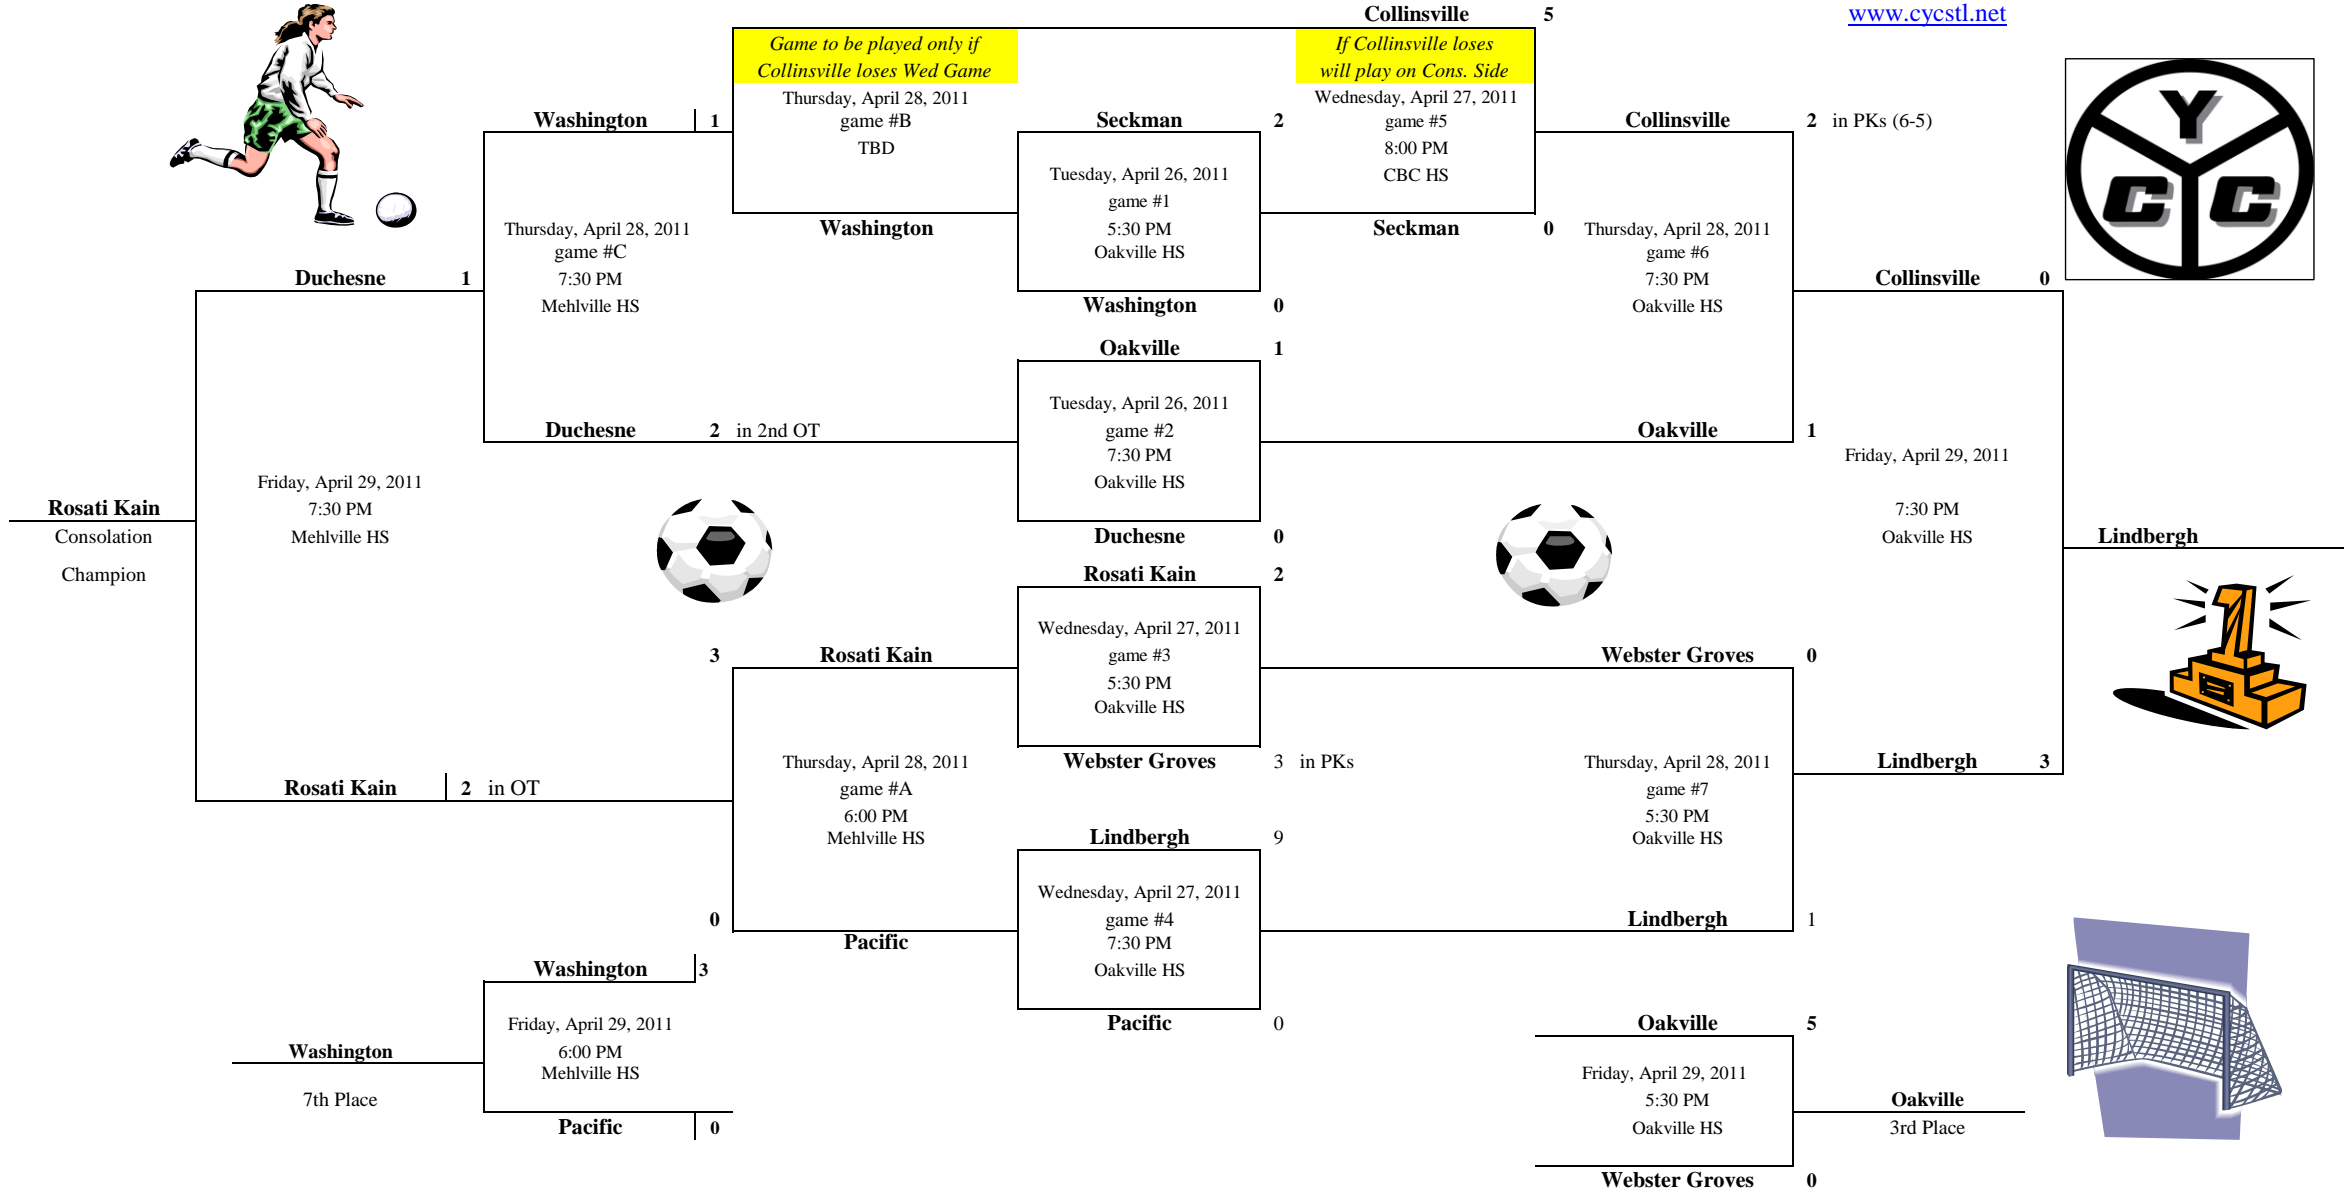 Collinsville 5
www.cycstl.net
Game to be played only if
Collinsville loses Wed Game
If Collinsville loses
will play on Cons. Side
Thursday, April 28, 2011
game #B
TBD
Wednesday, April 27, 2011
game #5
8:00 PM
CBC HS
Washington 1
Seckman 2
Collinsville 2 in PKs (6-5)
Y
C C
Tuesday, April 26, 2011
game #1
5:30 PM
Oakville HS
Washington
Seckman 0
Thursday, April 28, 2011
game #C
7:30 PM
Mehlville HS
Thursday, April 28, 2011
game #6
7:30 PM
Oakville HS
Duchesne 1
Collinsville 0
Washington 0
Oakville 1
Tuesday, April 26, 2011
game #2
7:30 PM
Oakville HS
Duchesne 2 in 2nd OT
Oakville 1
Friday, April 29, 2011
7:30 PM
Mehlville HS
Friday, April 29, 2011
7:30 PM
Oakville HS
Rosati Kain
Consolation
Champion
Duchesne 0
Lindbergh
1
Rosati Kain 2
Wednesday, April 27, 2011
game #3
5:30 PM
Oakville HS
3 Rosati Kain
Webster Groves 0
Webster Groves 3 in PKs
Thursday, April 28, 2011
game #A
6:00 PM
Mehlville HS
Thursday, April 28, 2011
game #7
5:30 PM
Oakville HS
Lindbergh 3
Rosati Kain 2 in OT
Lindbergh 9
Wednesday, April 27, 2011
game #4
7:30 PM
Oakville HS
0
Pacific
Lindbergh 1
Washington 3
Pacific 0
Friday, April 29, 2011
6:00 PM
Mehlville HS
Washington
7th Place
Pacific 0
Oakville 5
Friday, April 29, 2011
5:30 PM
Oakville HS
Oakville
3rd Place
Webster Groves 0